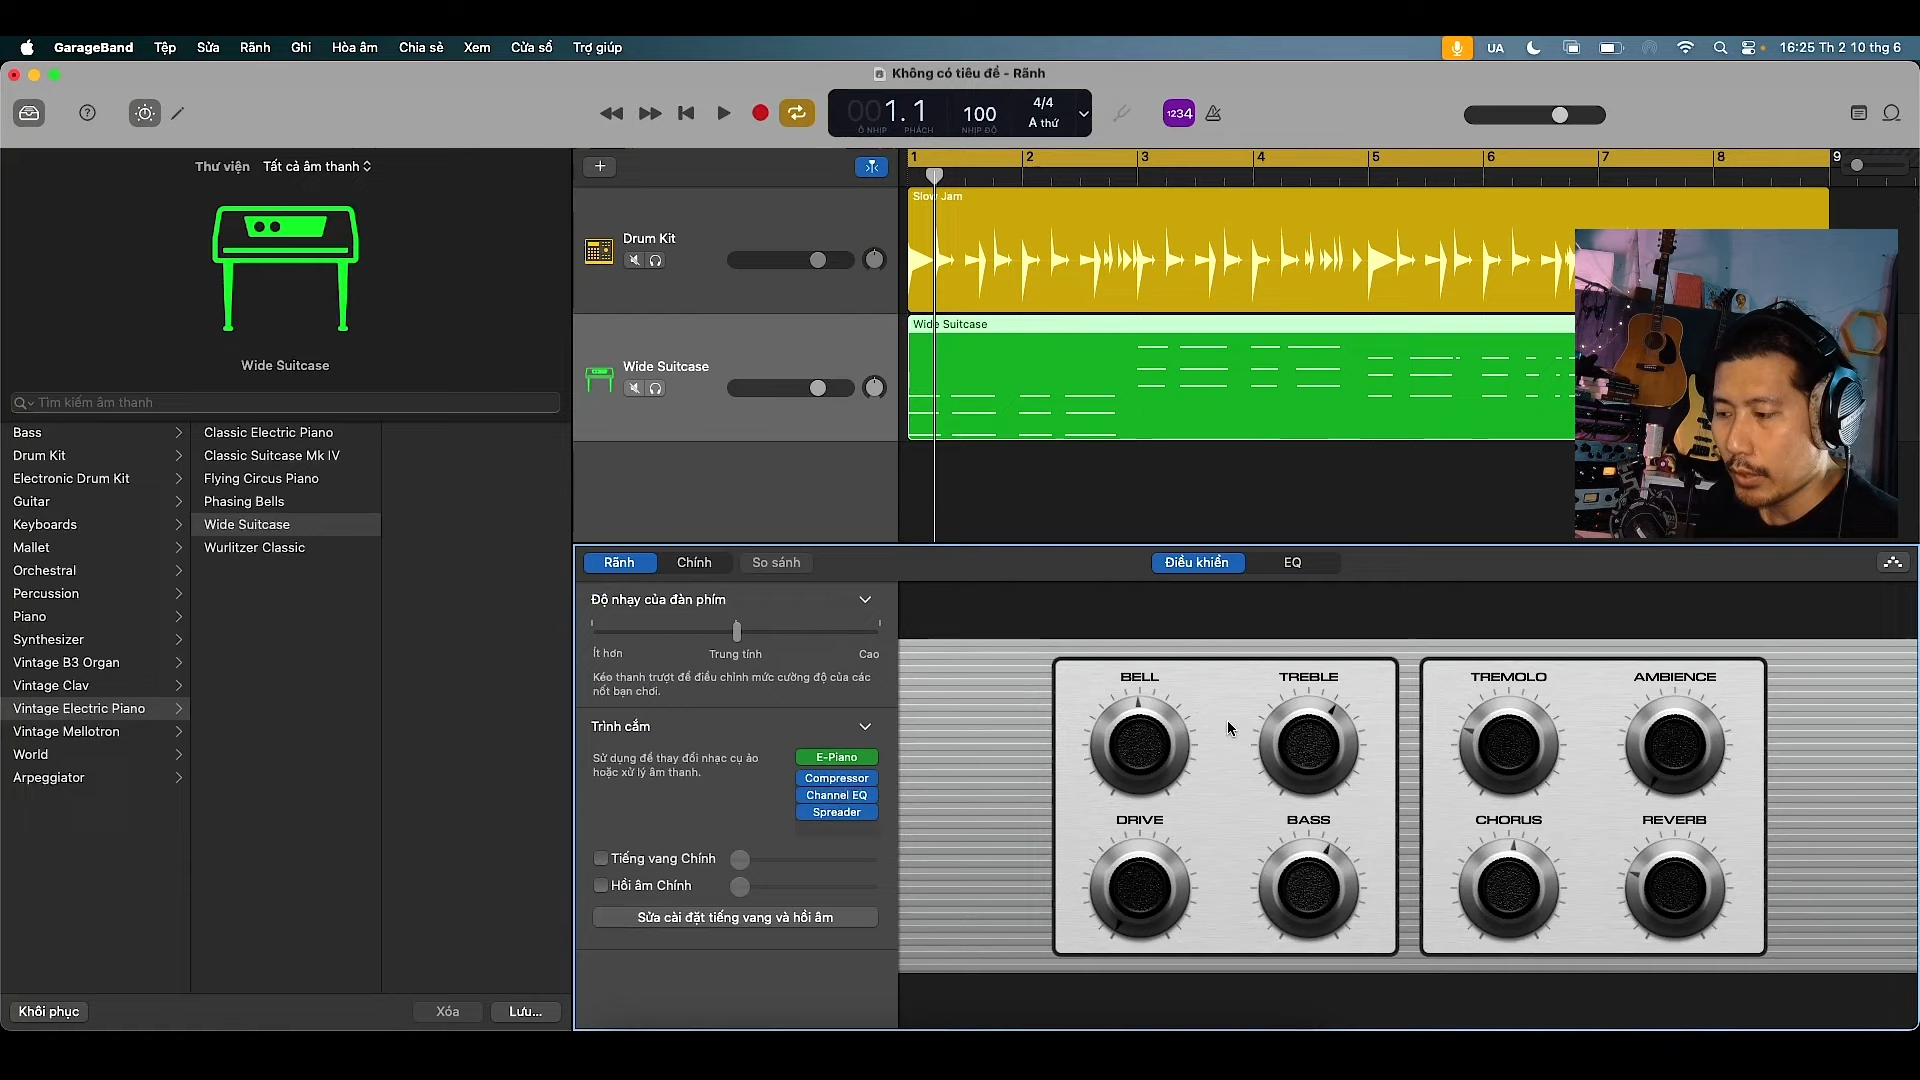 GarageBand Tệp Sửa Rãnh Ghi Hòa âm Chia sẻ Xem Cửa sổ Trợ giúp UA 16:25 Th 2 10 thg 6
Không có tiêu đề - Rãnh
001.1 100 4/4
A thứ
Ô NHỊP PHÁCH NHỊP ĐỘ
1234
Thư viện Tất cả âm thanh
1 2 3 4 5 6 7 8 9
Slow Jam
Drum Kit
Wide Suitcase
Wide Suitcase
Wide Suitcase
Tìm kiếm âm thanh
Bass
Drum Kit
Electronic Drum Kit
Guitar
Keyboards
Mallet
Orchestral
Percussion
Piano
Synthesizer
Vintage B3 Organ
Vintage Clav
Vintage Electric Piano
Vintage Mellotron
World
Arpeggiator
Classic Electric Piano
Classic Suitcase Mk IV
Flying Circus Piano
Phasing Bells
Wide Suitcase
Wurlitzer Classic
Khôi phục Xóa Lưu...
Rãnh Chính So sánh Điều khiển EQ
Độ nhạy của đàn phím
Ít hơn Trung tính Cao
Kéo thanh trượt để điều chỉnh mức cường độ của các
nốt bạn chơi.
Trình cắm
Sử dụng để thay đổi nhạc cụ ảo
hoặc xử lý âm thanh.
E-Piano
Compressor
Channel EQ
Spreader
Tiếng vang Chính
Hồi âm Chính
Sửa cài đặt tiếng vang và hồi âm
BELL TREBLE TREMOLO AMBIENCE
DRIVE BASS CHORUS REVERB